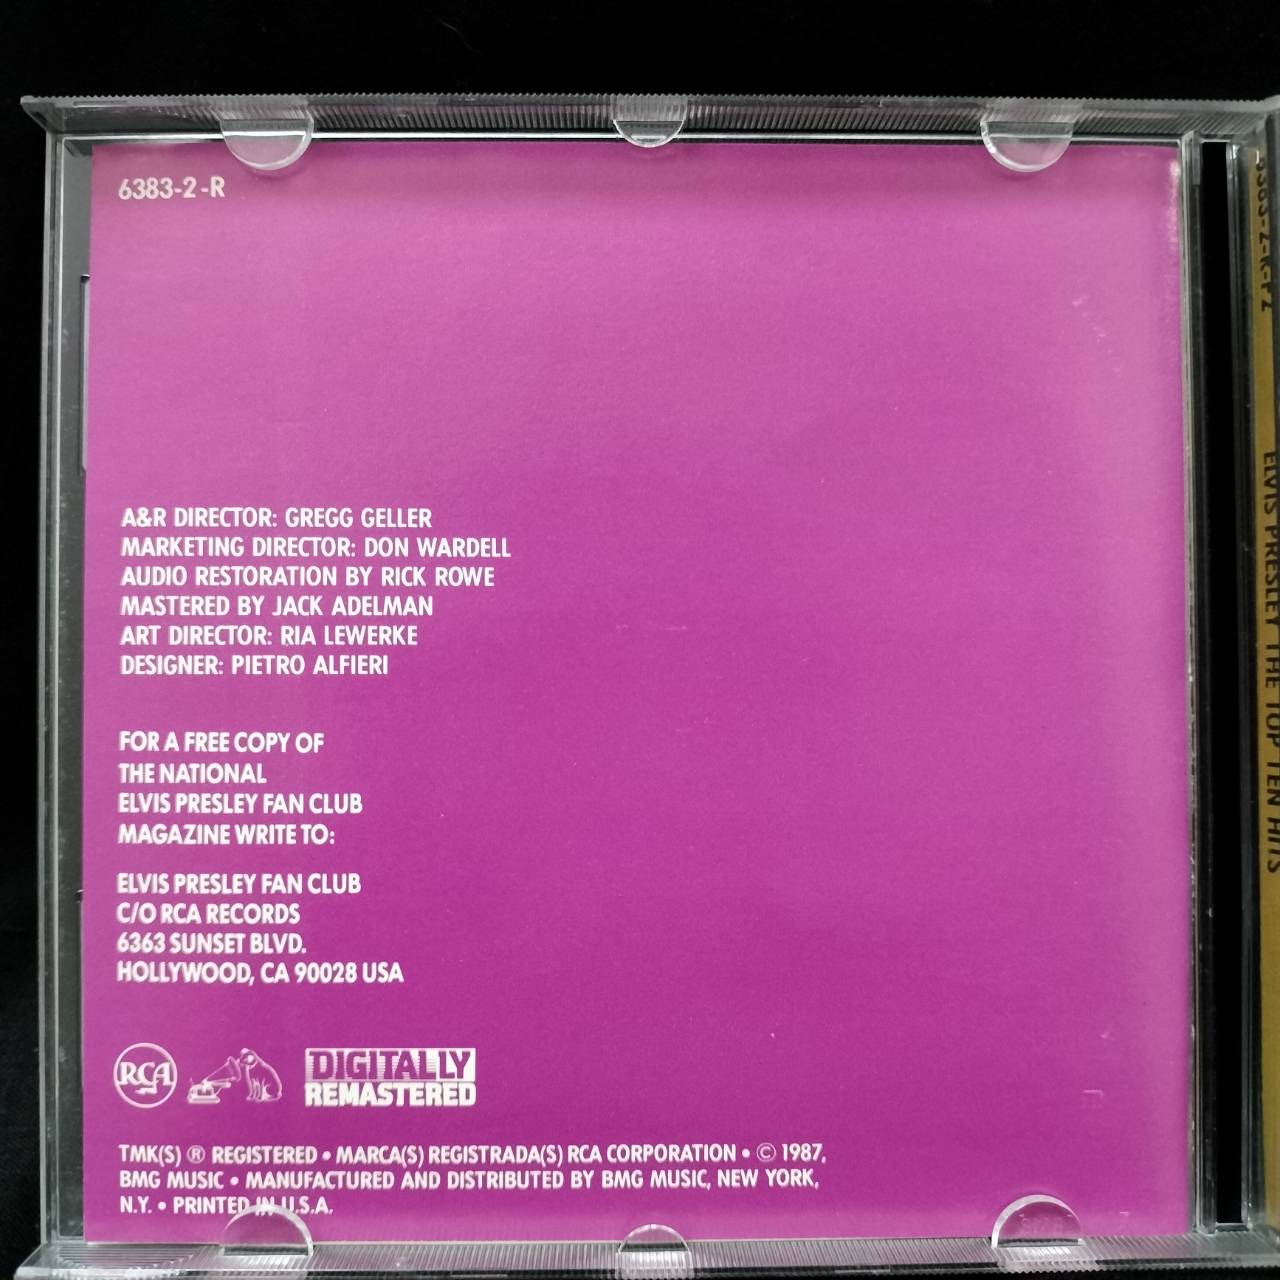 6383-2-R
A&R DIRECTOR: GREGG GELLER
MARKETING DIRECTOR: DON WARDELL
AUDIO RESTORATION BY RICK ROWE
MASTERED BY JACK ADELMAN
ART DIRECTOR: RIA LEWERKE
DESIGNER: PIETRO ALFIERI
FOR A FREE COPY OF
THE NATIONAL
ELVIS PRESLEY FAN CLUB
MAGAZINE WRITE TO:
ELVIS PRESLEY FAN CLUB
C/O RCA RECORDS
6363 SUNSET BLVD.
HOLLYWOOD, CA 90028 USA
RCA
DIGITALLY
REMASTERED
TMK(S) ® REGISTERED • MARCA(S) REGISTRADA(S) RCA CORPORATION • © 1987,
BMG MUSIC • MANUFACTURED AND DISTRIBUTED BY BMG MUSIC, NEW YORK,
N.Y. • PRINTED IN U.S.A.
ELVIS PRESLEY THE TOP TEN HITS